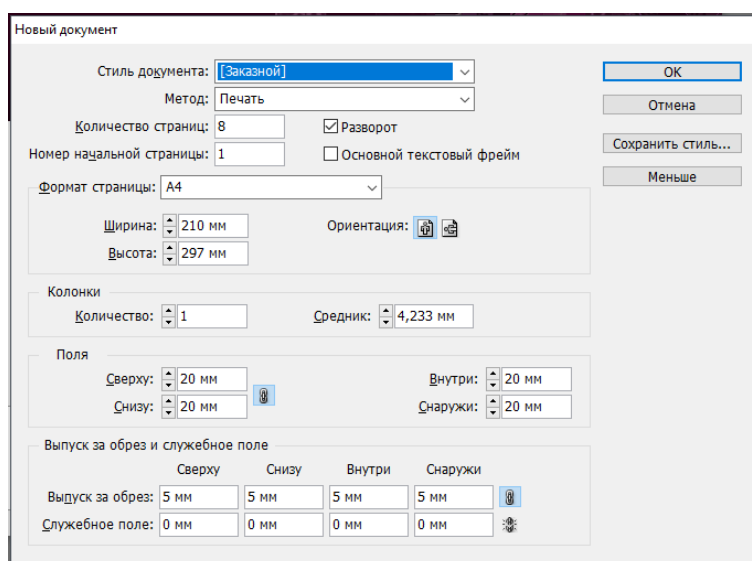 Новый документ
Стиль документа: [Заказной]
OK
Метод: Печать
Отмена
Количество страниц: 8
Разворот
Сохранить стиль...
Номер начальной страницы: 1
Основной текстовый фрейм
Меньше
Формат страницы: A4
Ширина: 210 мм
Ориентация:
Высота: 297 мм
Колонки
Количество: 1
Средник: 4,233 мм
Поля
Сверху: 20 мм
Внутри: 20 мм
Снизу: 20 мм
Снаружи: 20 мм
Выпуск за обрез и служебное поле
Сверху Снизу Внутри Снаружи
Выпуск за обрез: 5 мм 5 мм 5 мм 5 мм
Служебное поле: 0 мм 0 мм 0 мм 0 мм